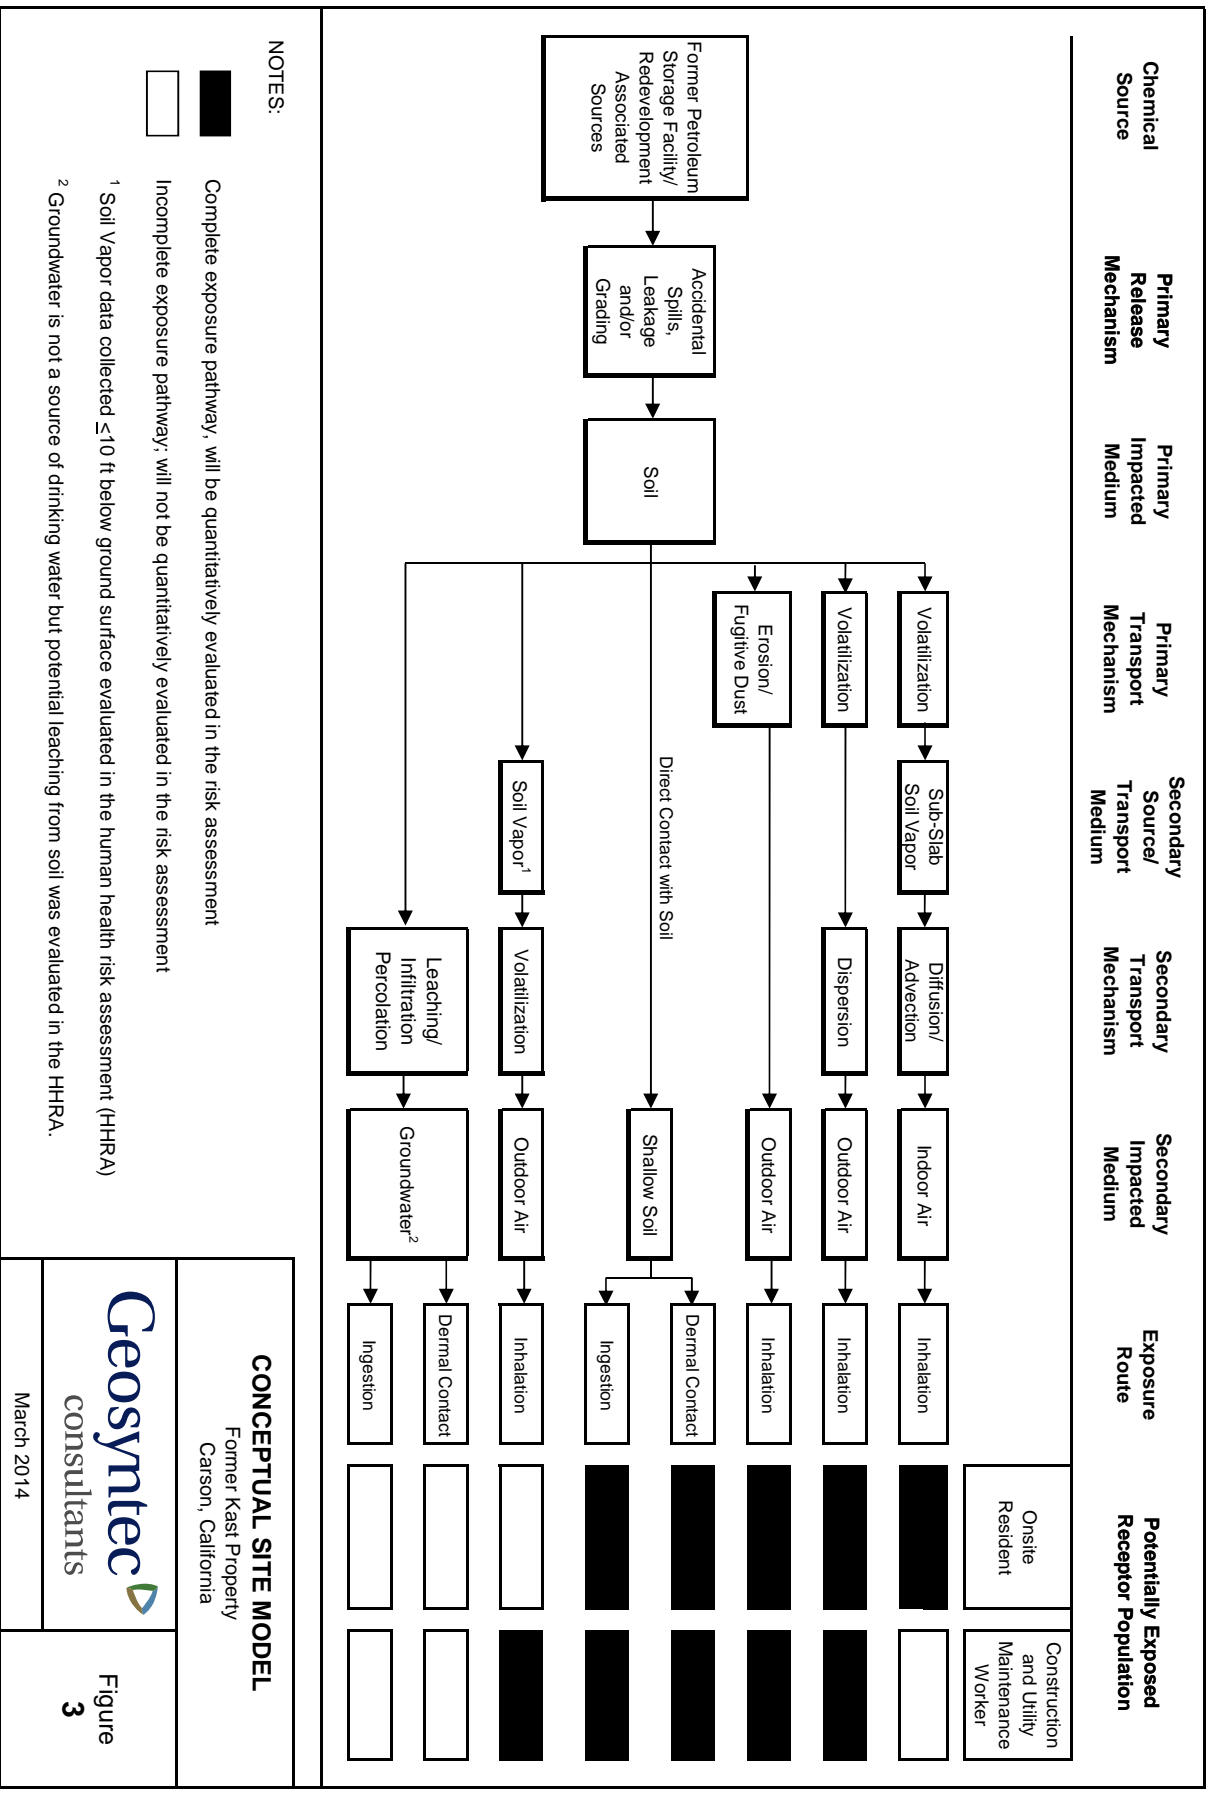 Chemical
Source
Primary
Release
Mechanism
Primary
Impacted
Medium
Primary
Transport
Mechanism
Secondary
Source/
Transport
Medium
Secondary
Transport
Mechanism
Secondary
Impacted
Medium
Exposure
Route
Potentially Exposed
Receptor Population
Onsite
Resident
Construction
and Utility
Maintenance
Worker
Volatilization
Sub-Slab
Soil Vapor
Diffusion/
Advection
Indoor Air
Inhalation
Volatilization
Dispersion
Outdoor Air
Inhalation
Former Petroleum
Storage Facility/
Redevelopment
Associated
Sources
Accidental
Spills,
Leakage
and/or
Grading
Soil
Erosion/
Fugitive Dust
Outdoor Air
Inhalation
Direct Contact with Soil
Shallow Soil
Dermal Contact
Ingestion
Soil Vapor¹
Volatilization
Outdoor Air
Inhalation
Leaching/
Infiltration
Percolation
Groundwater²
Dermal Contact
Ingestion
NOTES:
Complete exposure pathway, will be quantitatively evaluated in the risk assessment
Incomplete exposure pathway; will not be quantitatively evaluated in the risk assessment
¹ Soil Vapor data collected <10 ft below ground surface evaluated in the human health risk assessment (HHRA)
² Groundwater is not a source of drinking water but potential leaching from soil was evaluated in the HHRA.
CONCEPTUAL SITE MODEL
Former Kast Property
Carson, California
Geosyntec
consultants
March 2014
Figure
3